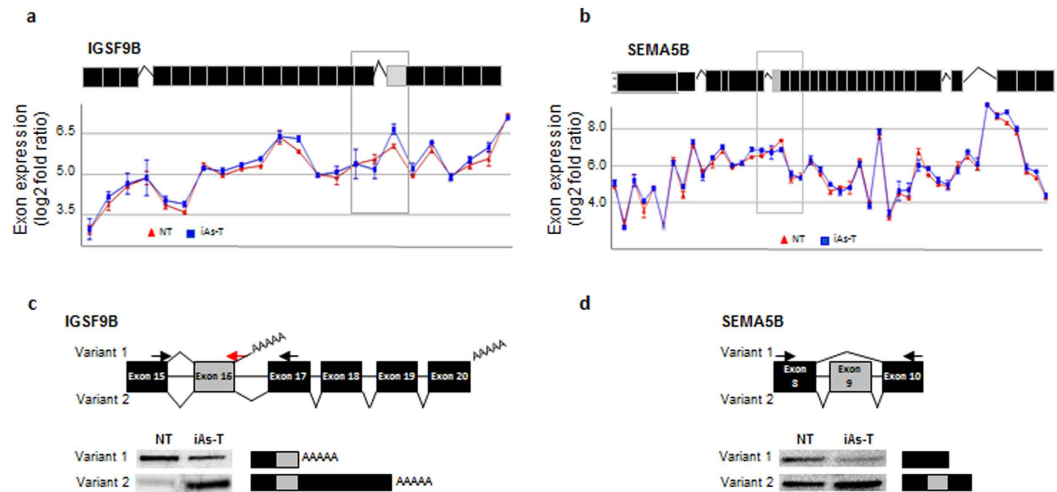 a
IGSF9B
Exon expression
(log2 fold ratio)
6.5
5.0
3.5
NT
iAs-T
b
SEMA5B
Exon expression
(log2 fold ratio)
8.0
6.0
4.0
NT
iAs-T
c
IGSF9B
Variant 1
AAAAA
AAAAA
Exon 15
Exon 16
Exon 17
Exon 18
Exon 19
Exon 20
Variant 2
NT iAs-T
Variant 1
AAAAA
Variant 2
AAAAA
d
SEMA5B
Variant 1
Exon 8
Exon 9
Exon 10
Variant 2
NT iAs-T
Variant 1
Variant 2